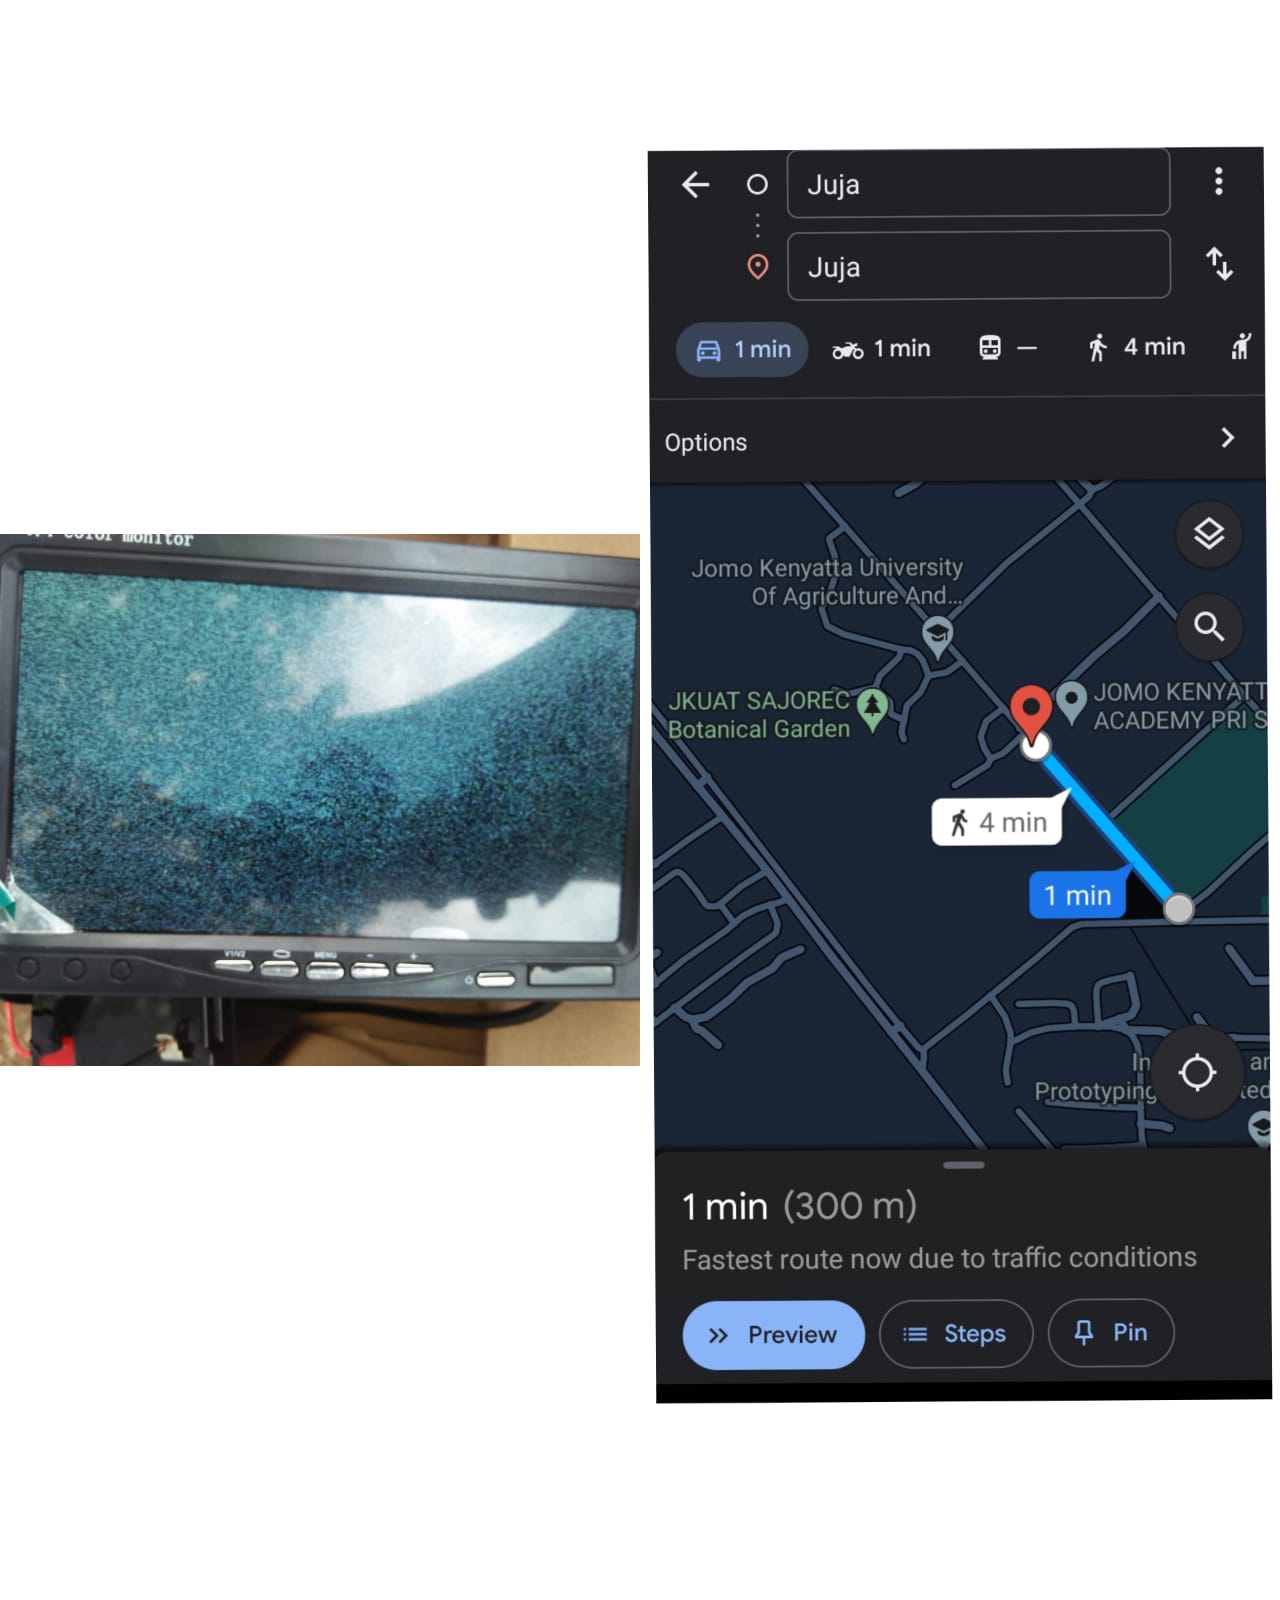 color monitor
V1/V2
MENU
-
+
Juja
Juja
1 min
1 min
—
4 min
Options
Jomo Kenyatta University
Of Agriculture And...
JKUAT SAJOREC
Botanical Garden
JOMO KENYATT
ACADEMY PRI S
4 min
1 min
In
Prototyping
1 min (300 m)
Fastest route now due to traffic conditions
Preview
Steps
Pin